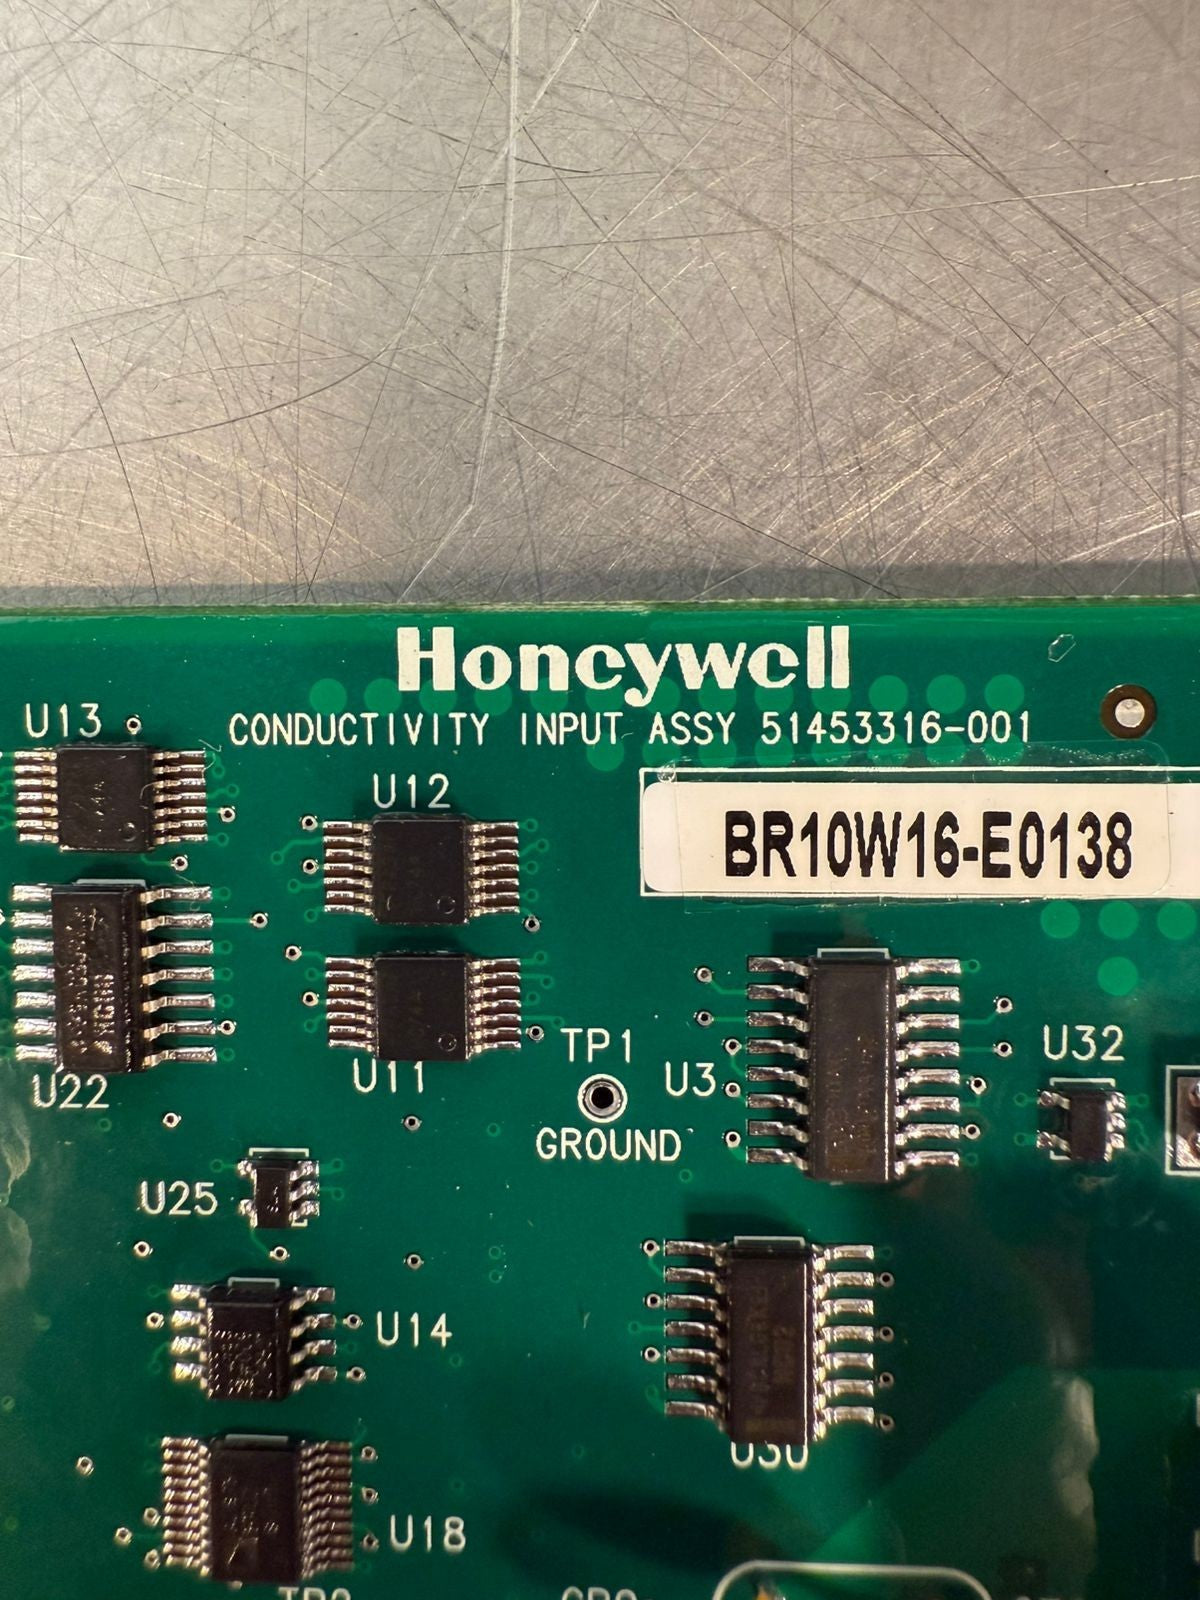 Honeywell
CONDUCTIVITY INPUT ASSY 51453316-001
BR10W16-E0138
U13
U12
U22
U11
TP1
GROUND
U3
U32
U25
U14
U30
U18